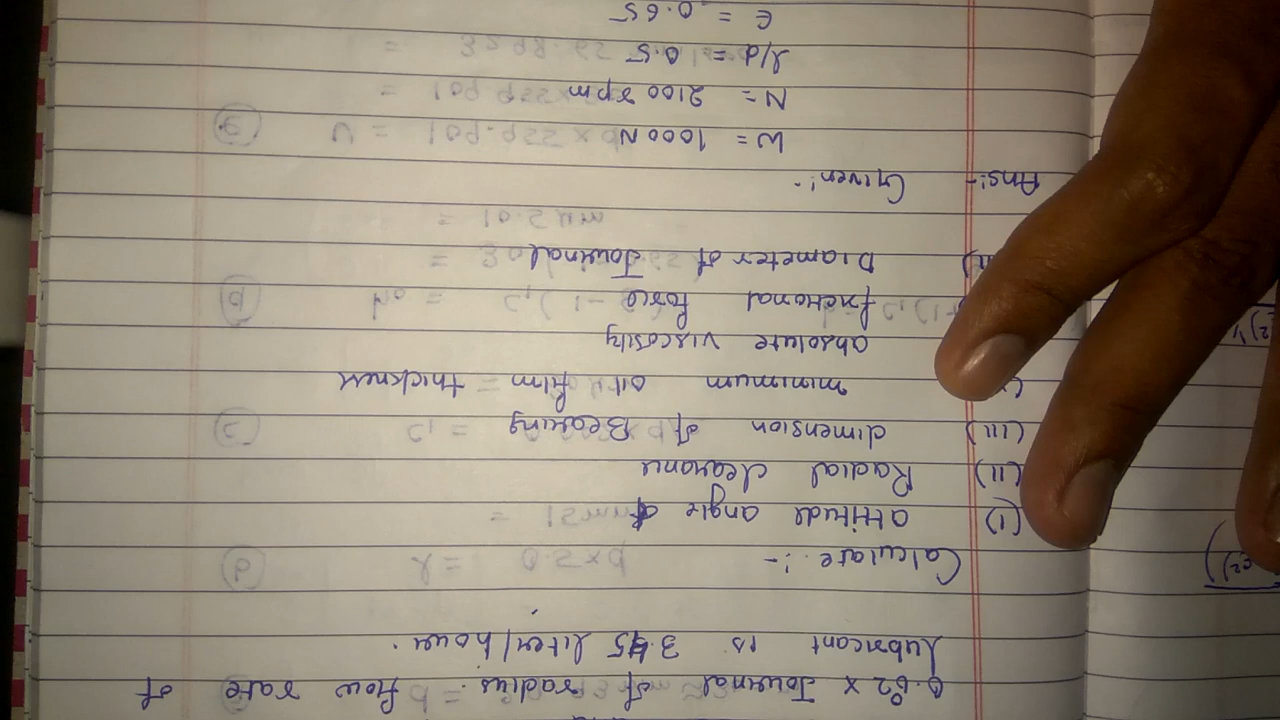 0.02 x Journal of radius. flow rate of
lubricant is 3.45 liter/hour.
Calculate :-
(i) attitude angle φ
(ii) Radial clearance
(iii) dimension of Bearing
minimum oil film thickness
absolute viscosity
frictional force
Diameter of Journal
Ans:- Given:-
W = 1000 N
N = 2100 rpm
l/d = 0.5
ε = 0.65